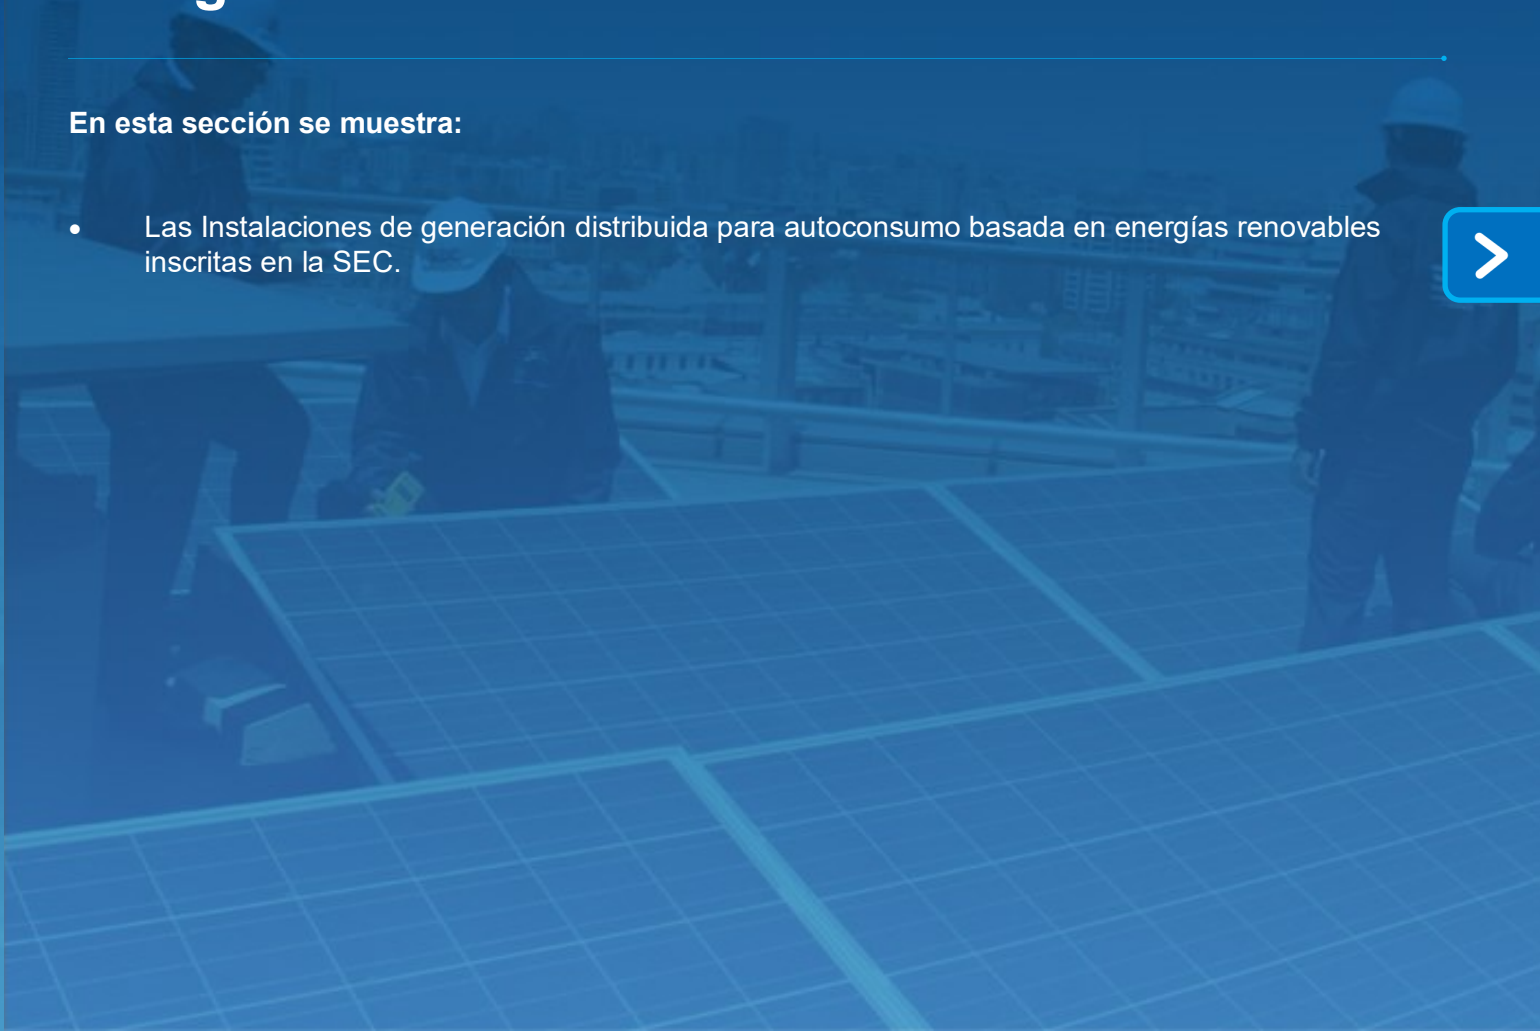 En esta sección se muestra:
• Las Instalaciones de generación distribuida para autoconsumo basada en energías renovables
inscritas en la SEC.